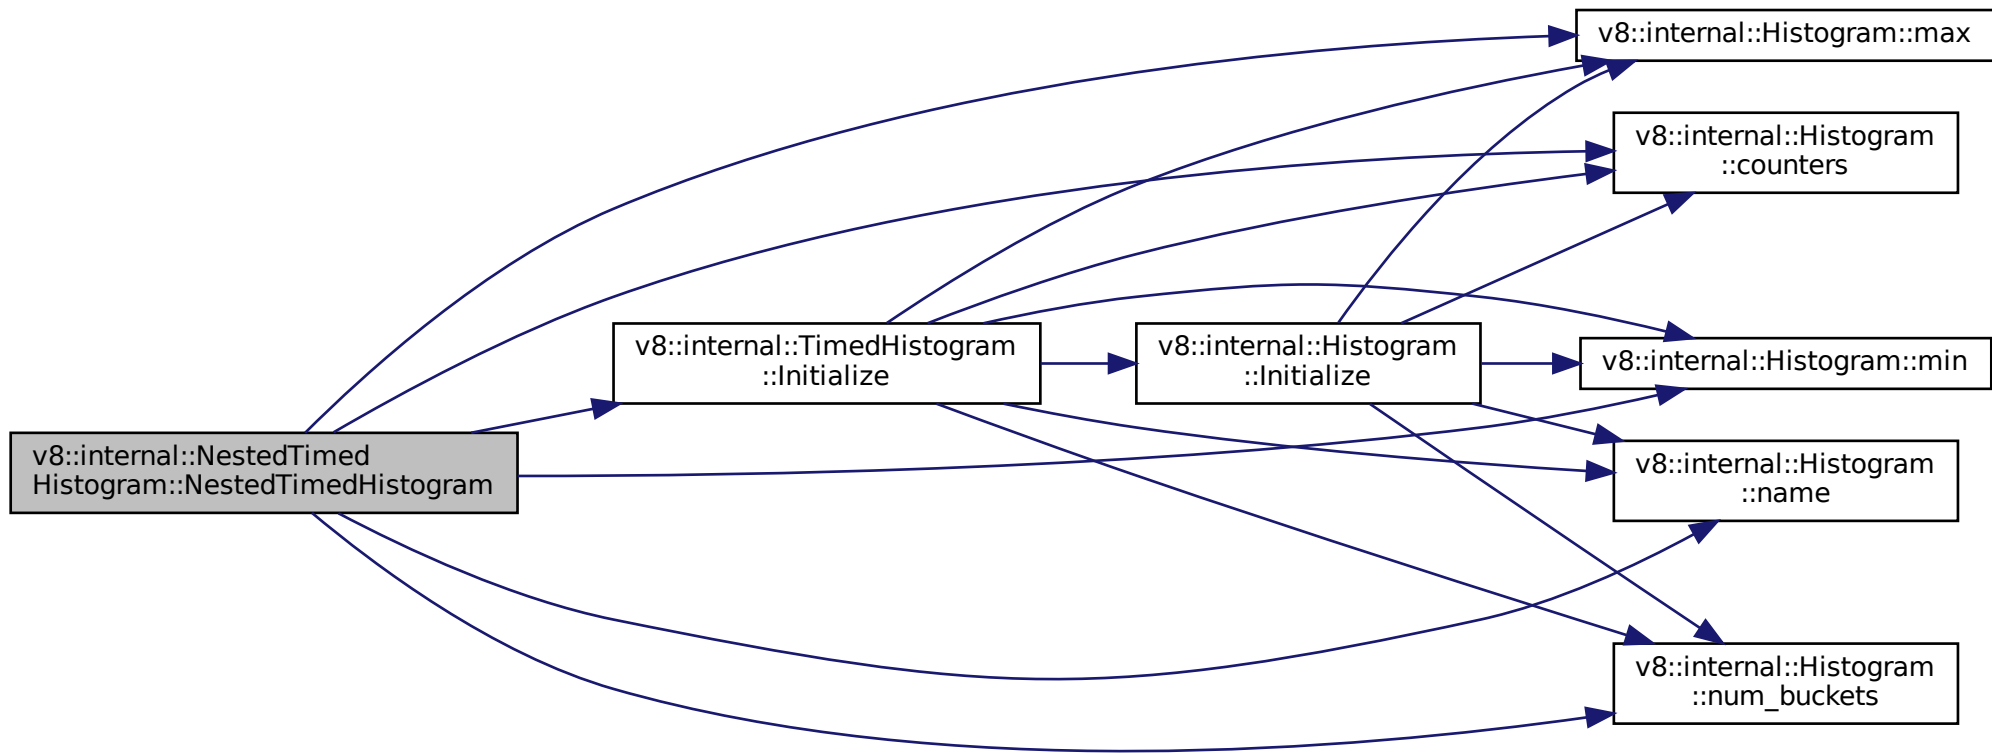 v8::internal::Histogram::max
v8::internal::Histogram
::counters
v8::internal::TimedHistogram
::Initialize
v8::internal::Histogram
::Initialize
v8::internal::Histogram::min
v8::internal::NestedTimed
Histogram::NestedTimedHistogram
v8::internal::Histogram
::name
v8::internal::Histogram
::num_buckets